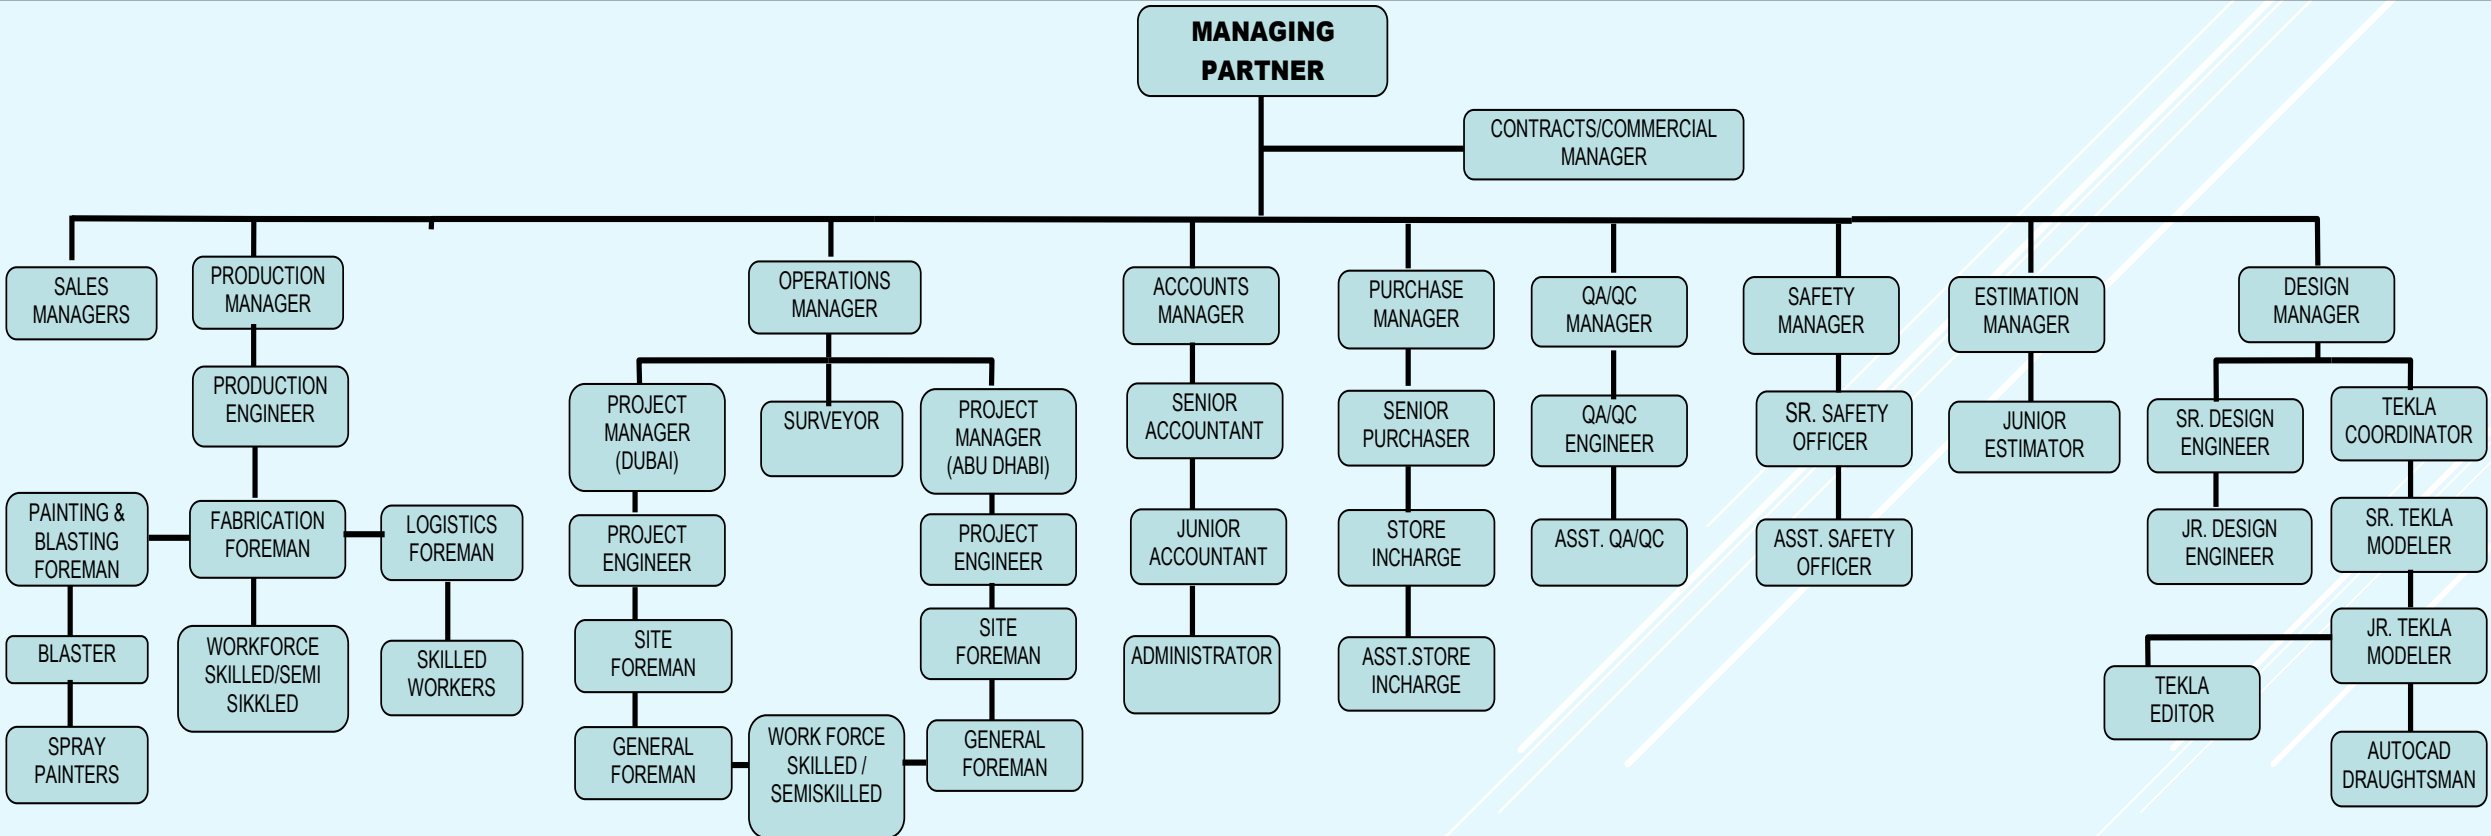 MANAGING
PARTNER
CONTRACTS/COMMERCIAL
MANAGER
SALES
MANAGERS
PRODUCTION
MANAGER
OPERATIONS
MANAGER
ACCOUNTS
MANAGER
PURCHASE
MANAGER
QA/QC
MANAGER
SAFETY
MANAGER
ESTIMATION
MANAGER
DESIGN
MANAGER
PRODUCTION
ENGINEER
PROJECT
MANAGER
(DUBAI)
SURVEYOR
PROJECT
MANAGER
(ABU DHABI)
SENIOR
ACCOUNTANT
SENIOR
PURCHASER
QA/QC
ENGINEER
SR. SAFETY
OFFICER
JUNIOR
ESTIMATOR
SR. DESIGN
ENGINEER
TEKLA
COORDINATOR
PAINTING &
BLASTING
FOREMAN
FABRICATION
FOREMAN
LOGISTICS
FOREMAN
PROJECT
ENGINEER
PROJECT
ENGINEER
JUNIOR
ACCOUNTANT
STORE
INCHARGE
ASST. QA/QC
ASST. SAFETY
OFFICER
JR. DESIGN
ENGINEER
SR. TEKLA
MODELER
BLASTER
WORKFORCE
SKILLED/SEMI
SIKKLED
SKILLED
WORKERS
SITE
FOREMAN
SITE
FOREMAN
ADMINISTRATOR
ASST.STORE
INCHARGE
JR. TEKLA
MODELER
TEKLA
EDITOR
SPRAY
PAINTERS
GENERAL
FOREMAN
WORK FORCE
SKILLED /
SEMISKILLED
GENERAL
FOREMAN
AUTOCAD
DRAUGHTSMAN